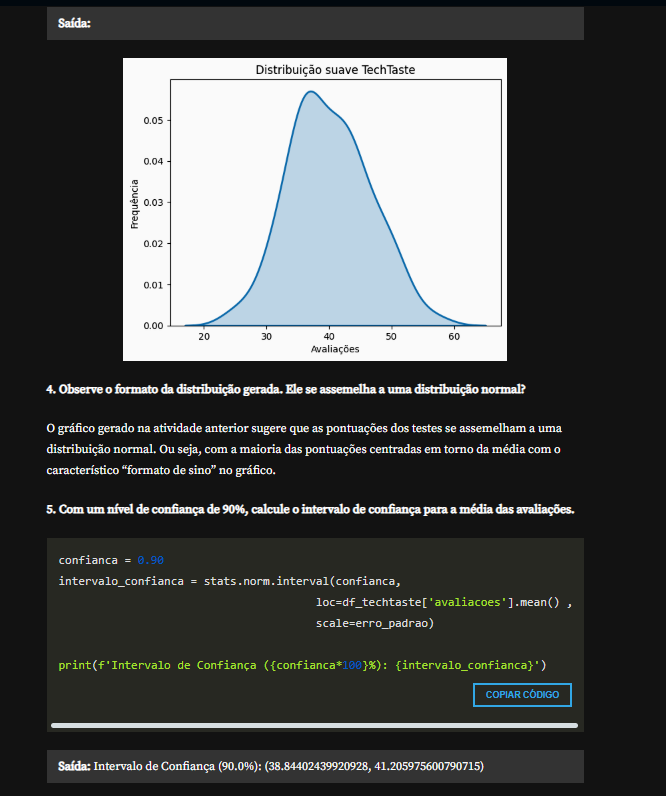 Saída:
Distribuição suave TechTaste
0.05
0.04
0.03
0.02
0.01
0.00
Frequência
20 30 40 50 60
Avaliações
4. Observe o formato da distribuição gerada. Ele se assemelha a uma distribuição normal?
O gráfico gerado na atividade anterior sugere que as pontuações dos testes se assemelham a uma
distribuição normal. Ou seja, com a maioria das pontuações centradas em torno da média com o
característico “formato de sino” no gráfico.
5. Com um nível de confiança de 90%, calcule o intervalo de confiança para a média das avaliações.
confianca = 0.90
intervalo_confianca = stats.norm.interval(confianca,
loc=df_techtaste['avaliacoes'].mean() ,
scale=erro_padrao)
print(f'Intervalo de Confiança ({confianca*100}%): {intervalo_confianca}')
COPIAR CÓDIGO
Saída: Intervalo de Confiança (90.0%): (38.84402439920928, 41.205975600790715)